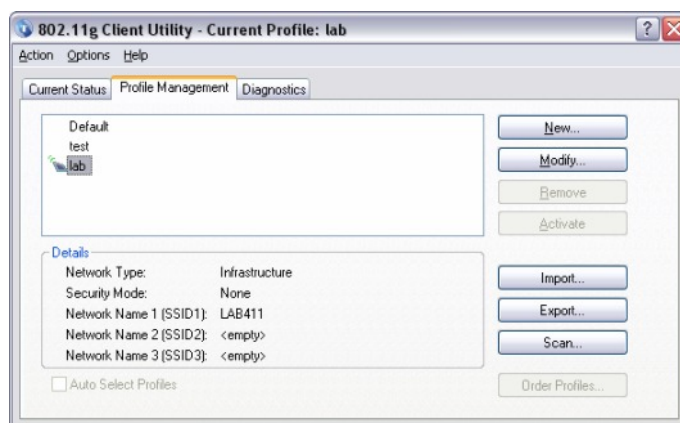 802.11g Client Utility - Current Profile: lab
Action Options Help
Current Status Profile Management Diagnostics
Default
test
lab
New...
Modify...
Remove
Activate
Details
Network Type: Infrastructure
Security Mode: None
Network Name 1 (SSID1): LAB411
Network Name 2 (SSID2): <empty>
Network Name 3 (SSID3): <empty>
Import...
Export...
Scan...
Auto Select Profiles
Order Profiles...